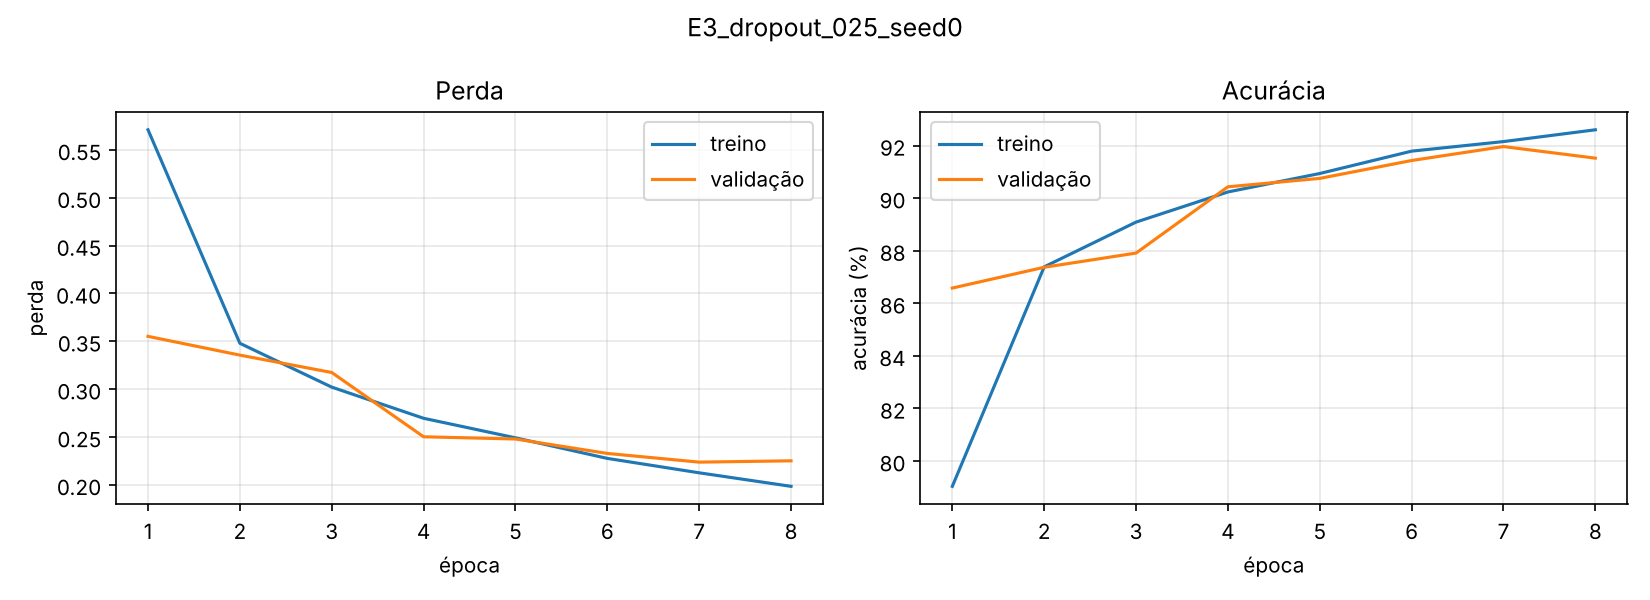 E3_dropout_025_seed0
Perda
0.55
0.50
0.45
0.40
0.35
0.30
0.25
0.20
perda
treino
validação
1 2 3 4 5 6 7 8
época
Acurácia
92
90
88
86
84
82
80
acurácia (%)
treino
validação
1 2 3 4 5 6 7 8
época